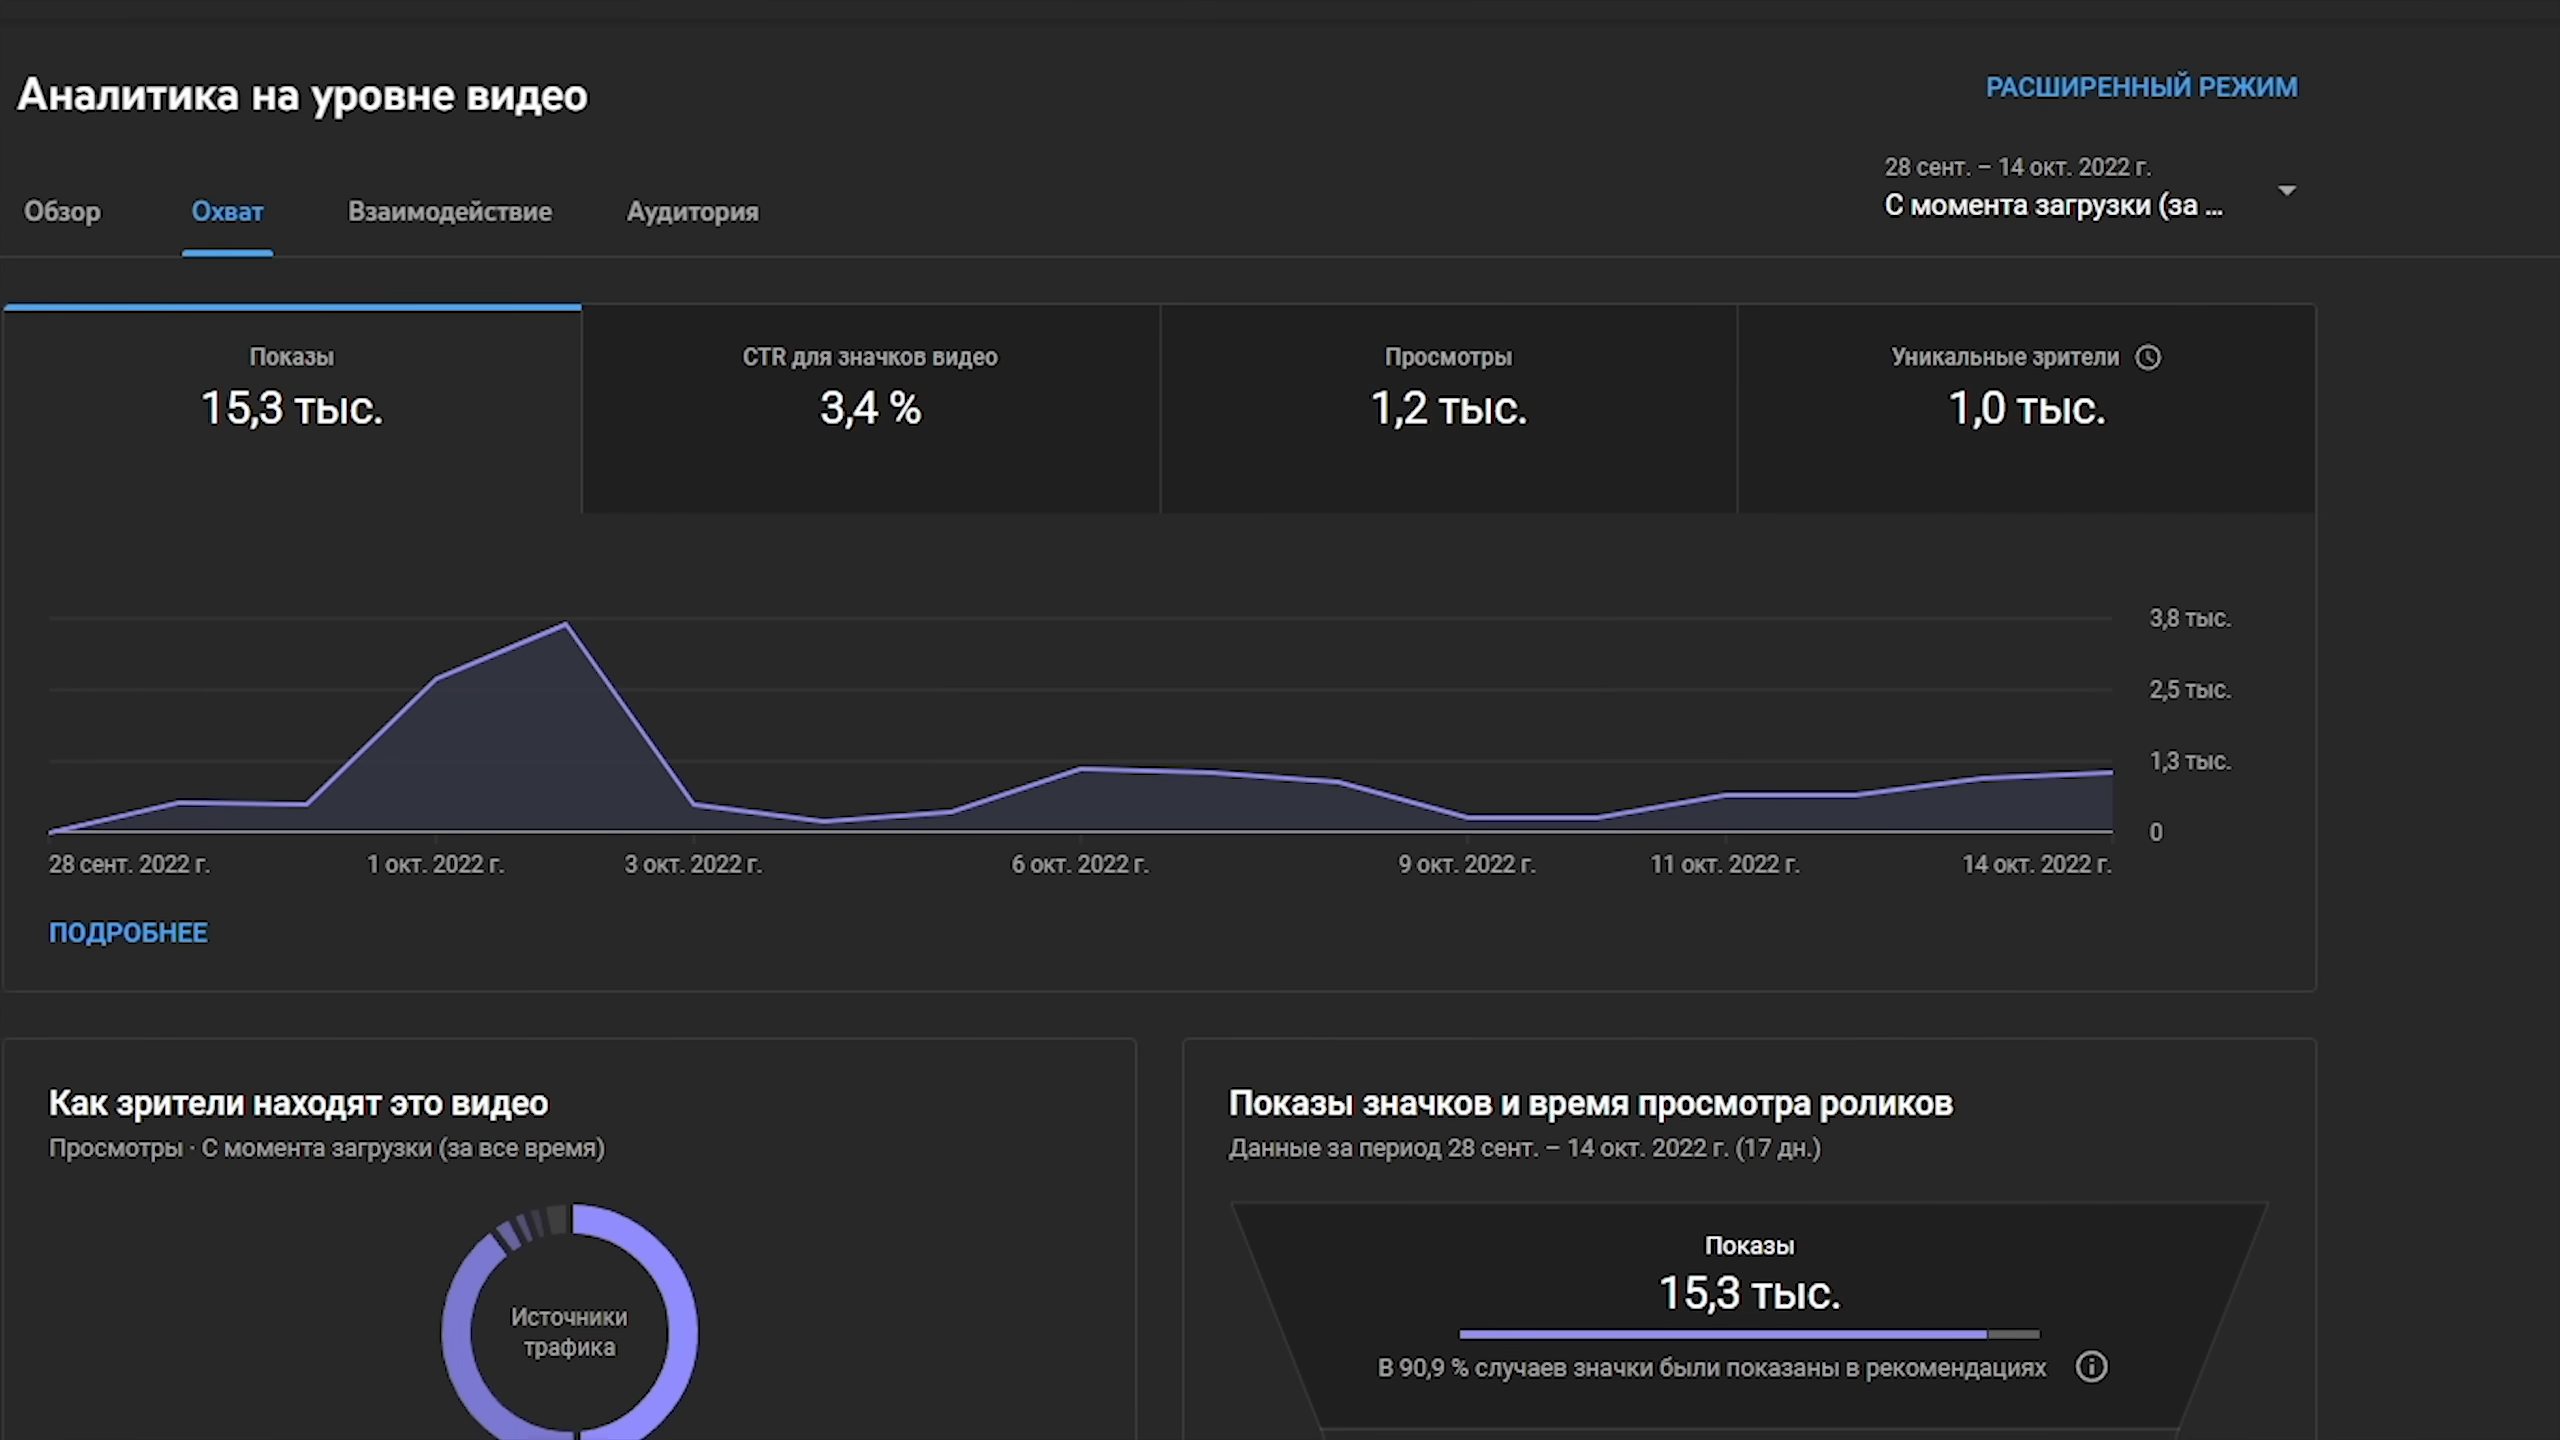 Аналитика на уровне видео
РАСШИРЕННЫЙ РЕЖИМ
28 сент. – 14 окт. 2022 г.
С момента загрузки (за ...
Обзор
Охват
Взаимодействие
Аудитория
Показы
15,3 тыс.
CTR для значков видео
3,4 %
Просмотры
1,2 тыс.
Уникальные зрители
1,0 тыс.
3,8 тыс.
2,5 тыс.
1,3 тыс.
0
28 сент. 2022 г.
1 окт. 2022 г.
3 окт. 2022 г.
6 окт. 2022 г.
9 окт. 2022 г.
11 окт. 2022 г.
14 окт. 2022 г.
ПОДРОБНЕЕ
Как зрители находят это видео
Просмотры · С момента загрузки (за все время)
Источники
трафика
Показы значков и время просмотра роликов
Данные за период 28 сент. – 14 окт. 2022 г. (17 дн.)
Показы
15,3 тыс.
В 90,9 % случаев значки были показаны в рекомендациях